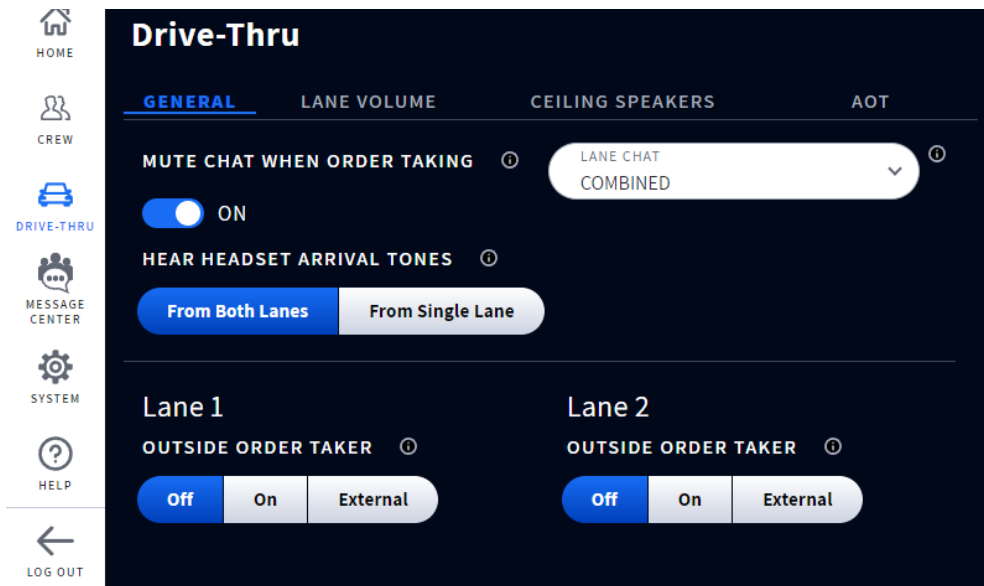 HOME
CREW
DRIVE-THRU
MESSAGE
CENTER
SYSTEM
HELP
LOG OUT
Drive-Thru
GENERAL LANE VOLUME CEILING SPEAKERS AOT
MUTE CHAT WHEN ORDER TAKING
ON
LANE CHAT
COMBINED
HEAR HEADSET ARRIVAL TONES
From Both Lanes From Single Lane
Lane 1
OUTSIDE ORDER TAKER
Off On External
Lane 2
OUTSIDE ORDER TAKER
Off On External